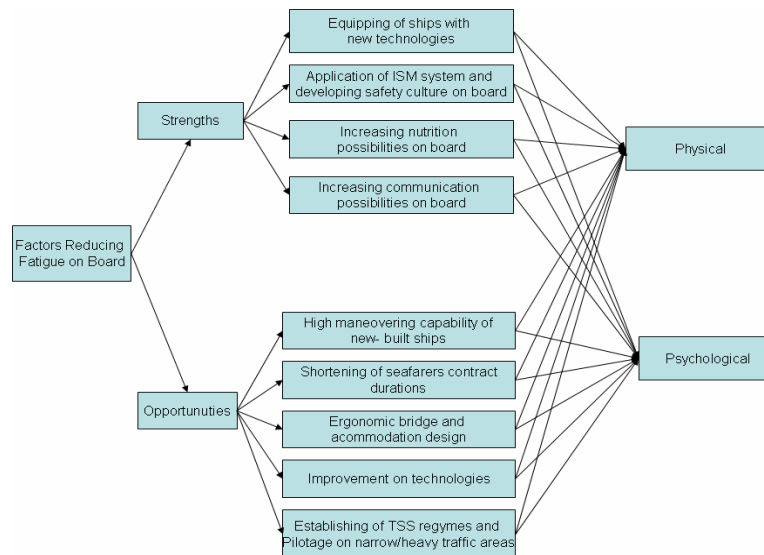 Equipping of ships with
new technologies
Application of ISM system and
developing safety culture on board
Strengths
Increasing nutrition
possibilities on board
Physical
Increasing communication
possibilities on board
Factors Reducing
Fatigue on Board
High maneovering capability of
new- built ships
Psychological
Shortening of seafarers contract
durations
Opportunuties
Ergonomic bridge and
acommodation design
Improvement on technologies
Establishing of TSS regymes and
Pilotage on narrow/heavy traffic areas